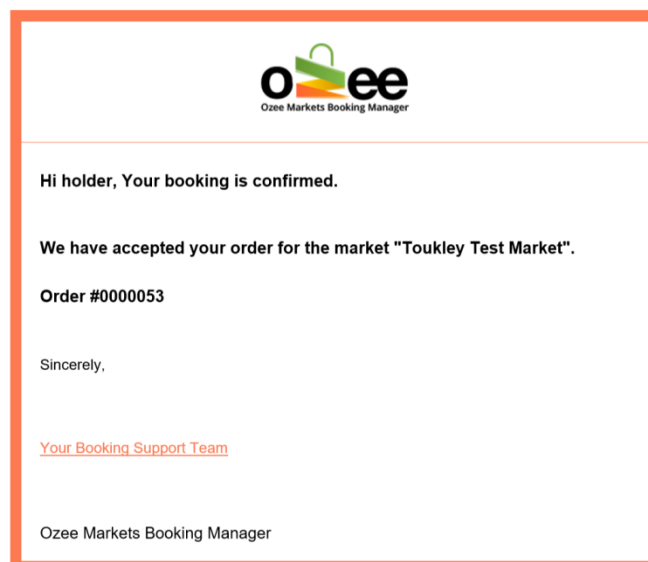 ozee
Ozee Markets Booking Manager
Hi holder, Your booking is confirmed.
We have accepted your order for the market "Toukley Test Market".
Order #0000053
Sincerely,
Your Booking Support Team
Ozee Markets Booking Manager